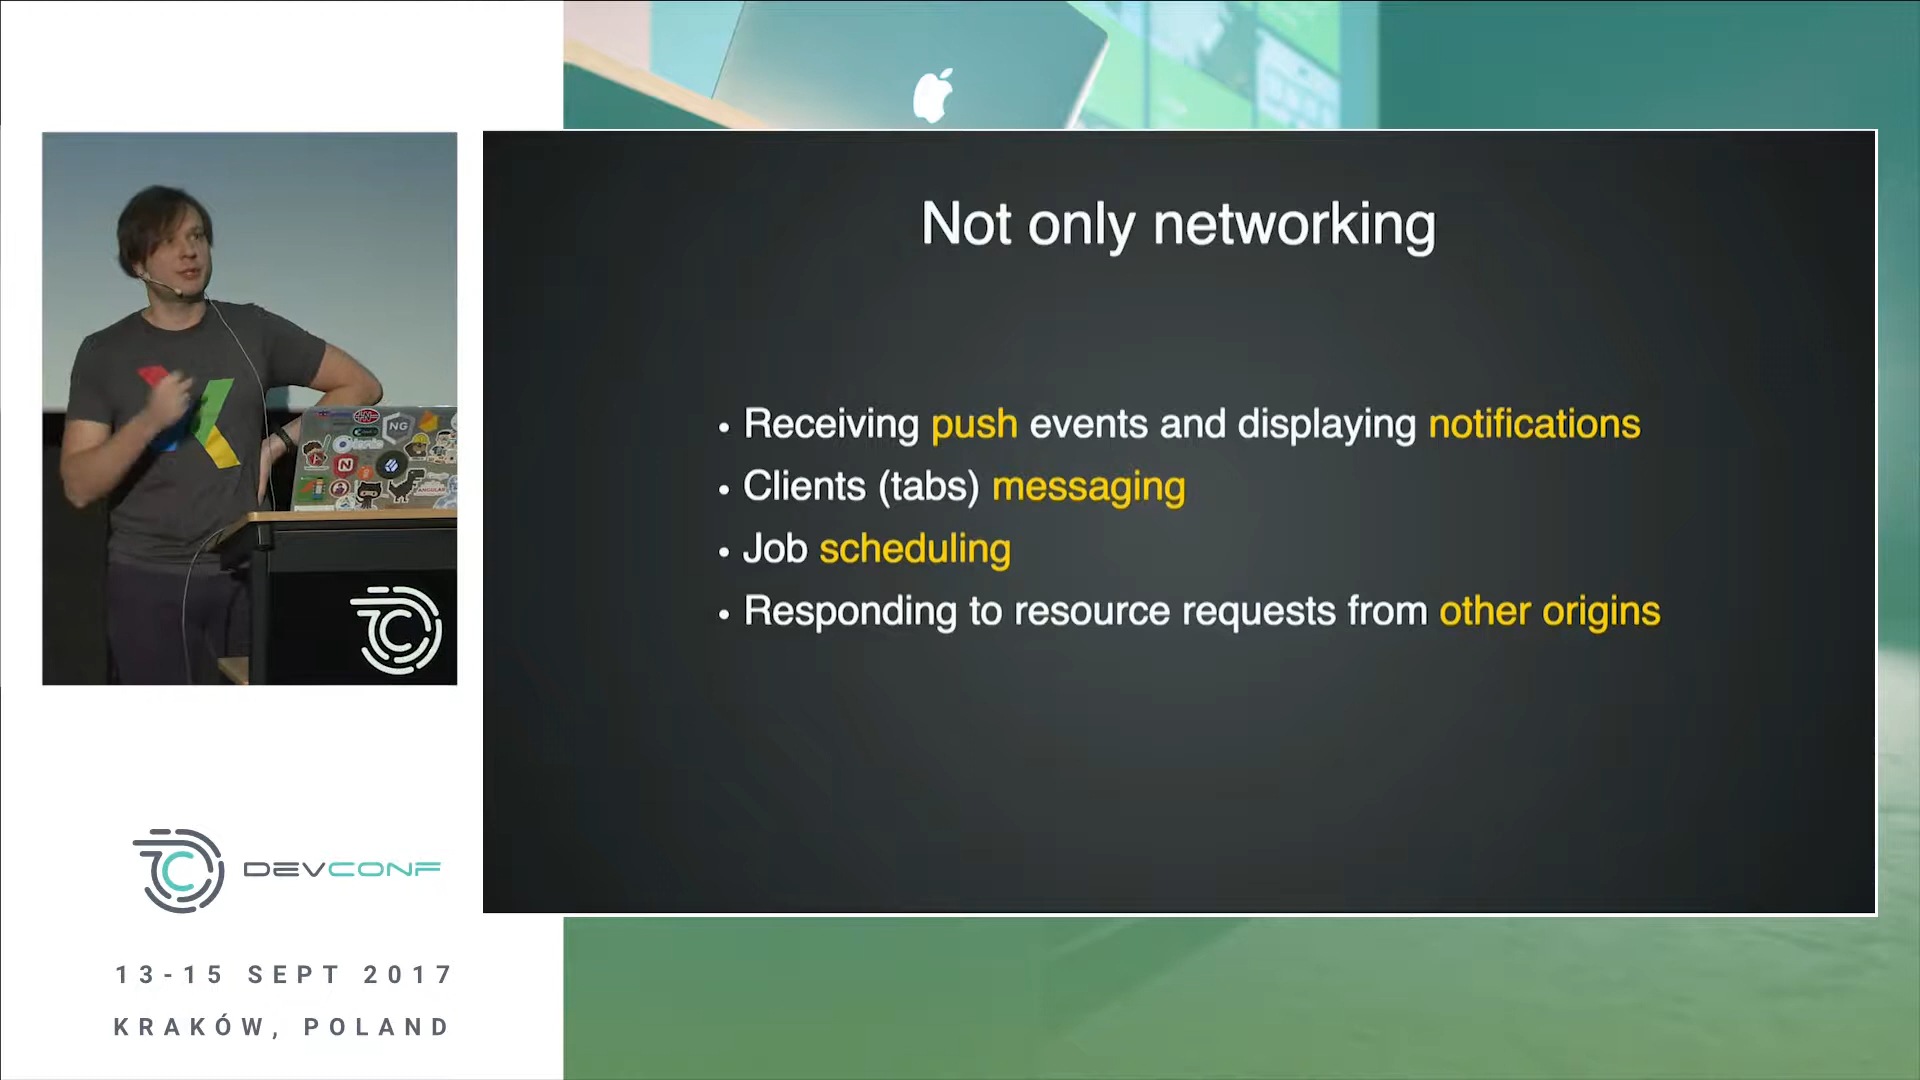 Not only networking
• Receiving push events and displaying notifications
• Clients (tabs) messaging
• Job scheduling
• Responding to resource requests from other origins
NG
N
DEVCONF
13-15 SEPT 2017
KRAKÓW, POLAND